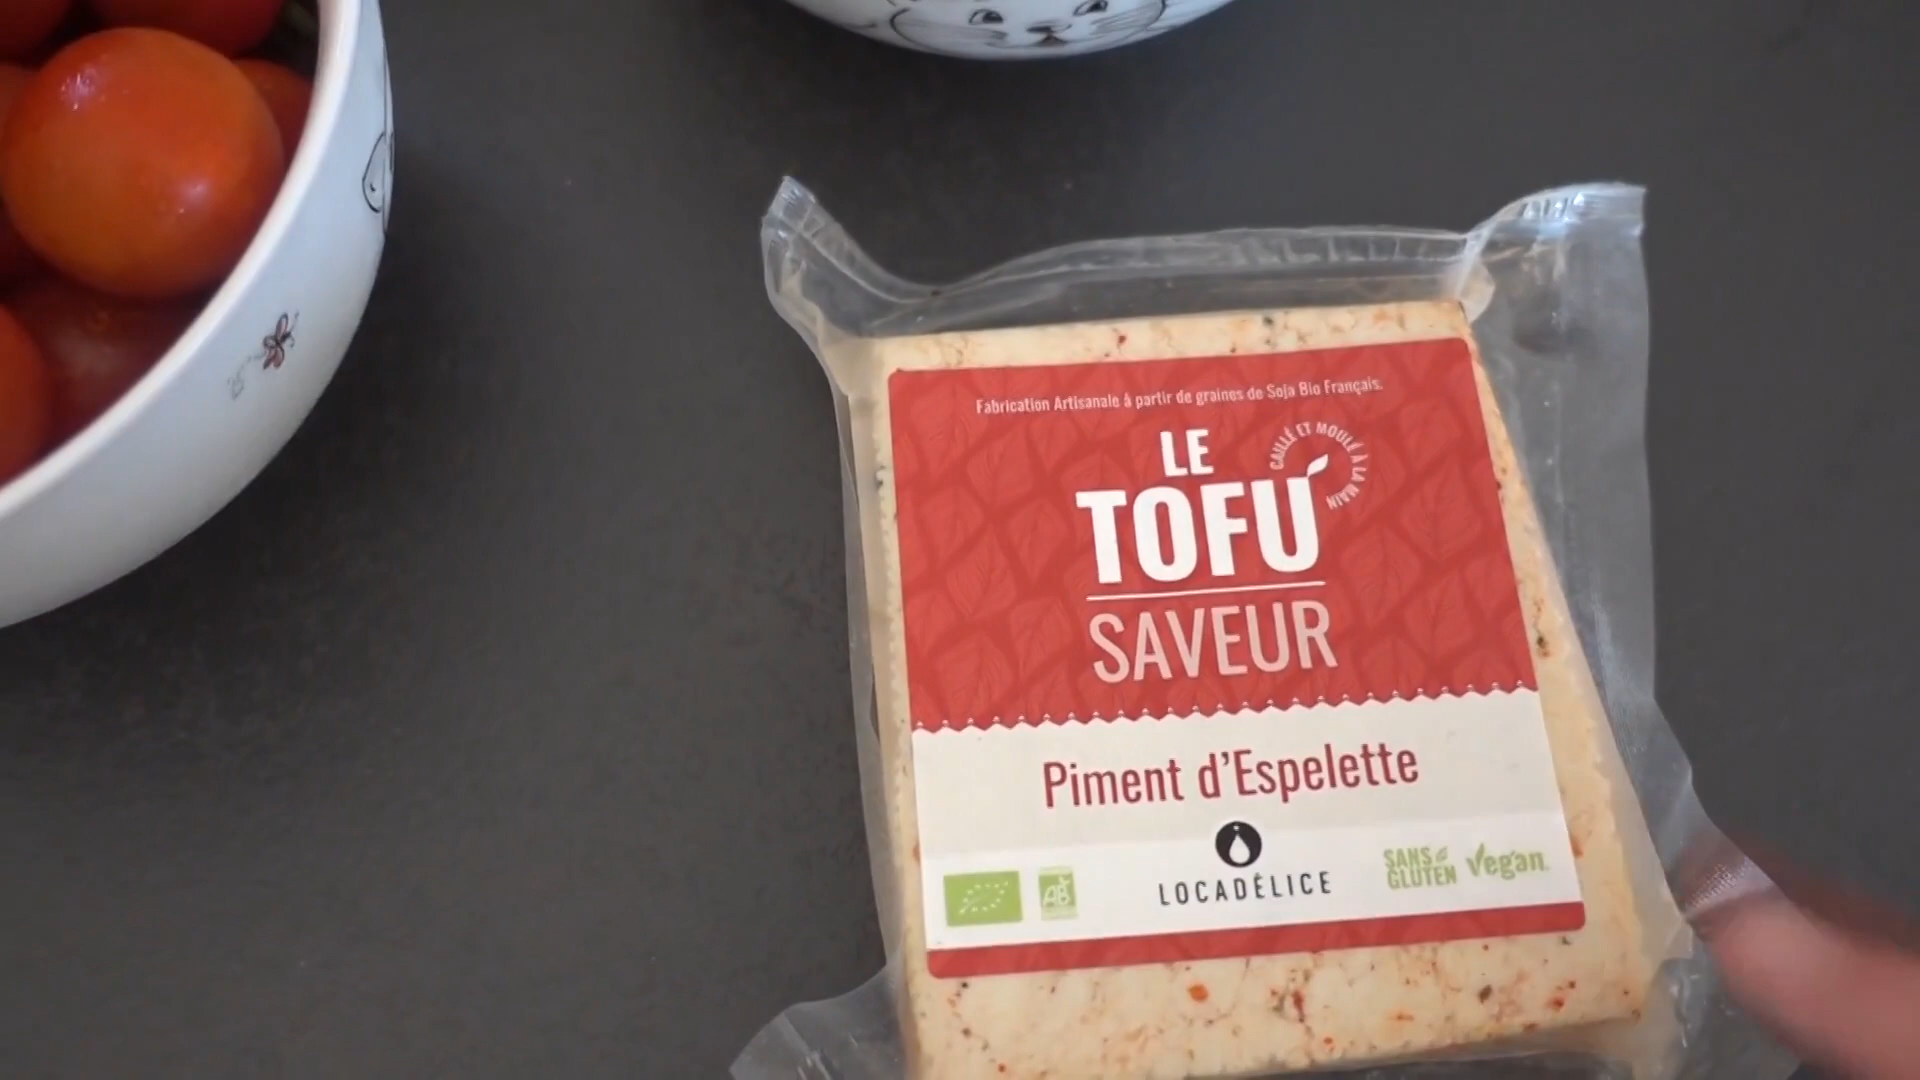 Fabrication Artisanale à partir de graines de Soja Bio Français.
LE
CAILLÉ ET MOULÉ À LA MAIN
TOFU
SAVEUR
Piment d'Espelette
AB
LOCADÉLICE
SANS
GLUTEN
Vegan